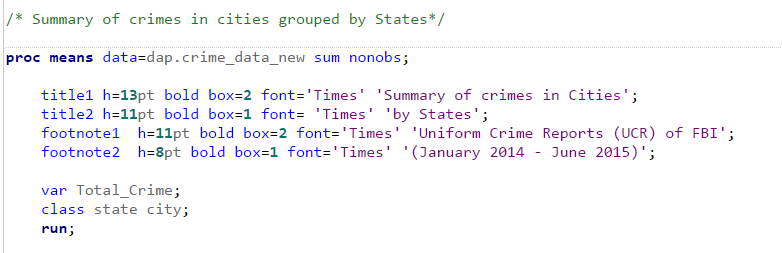 /* Summary of crimes in cities grouped by States*/
proc means data=dap.crime_data_new sum nonobs;
title1 h=13pt bold box=2 font='Times' 'Summary of crimes in Cities';
title2 h=11pt bold box=1 font= 'Times' 'by States';
footnote1  h=11pt bold box=2 font='Times' 'Uniform Crime Reports (UCR) of FBI';
footnote2  h=8pt bold box=1 font='Times' '(January 2014 - June 2015)';
var Total_Crime;
class state city;
run;